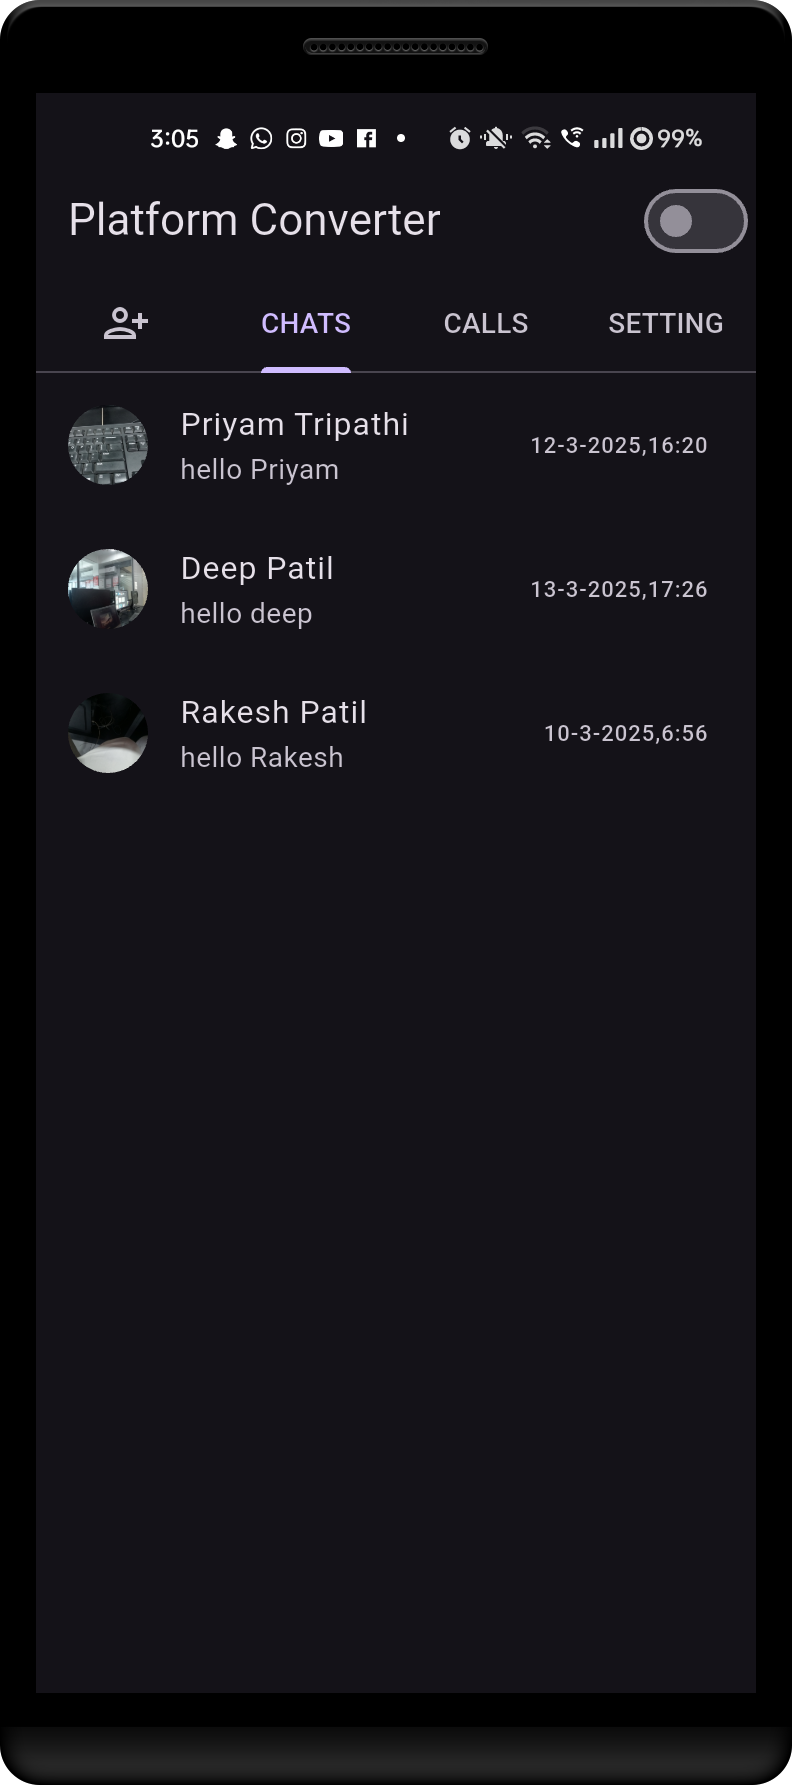 3:05 99%
Platform Converter
CHATS CALLS SETTING
Priyam Tripathi
hello Priyam
12-3-2025,16:20
Deep Patil
hello deep
13-3-2025,17:26
Rakesh Patil
hello Rakesh
10-3-2025,6:56